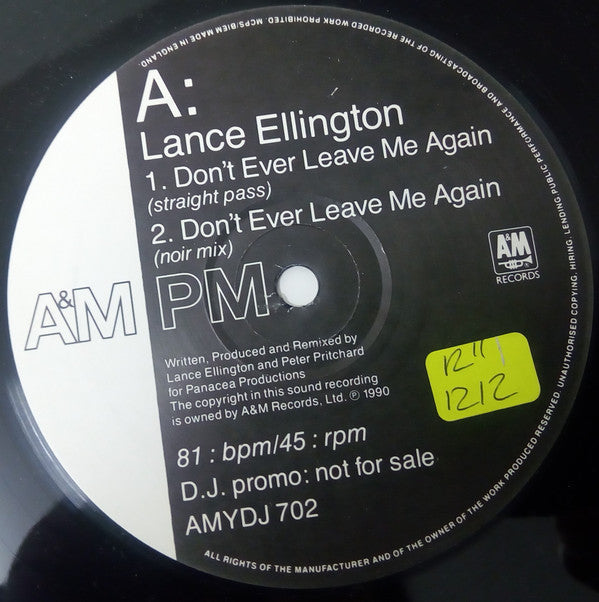 A:
Lance Ellington
1. Don't Ever Leave Me Again
(straight pass)
2. Don't Ever Leave Me Again
(noir mix)
A&M PM
A&M
RECORDS
Written, Produced and Remixed by
Lance Ellington and Peter Pritchard
for Panacea Productions
The copyright in this sound recording
is owned by A&M Records, Ltd. ℗ 1990
12"
1212
81 : bpm/45 : rpm
D.J. promo: not for sale
AMYDJ 702
ALL RIGHTS OF THE MANUFACTURER AND OF THE OWNER OF THE WORK PRODUCED RESERVED. UNAUTHORISED COPYING, HIRING, LENDING PUBLIC PERFORMANCE AND BROADCASTING OF THE RECORDED WORK PROHIBITED. MCPS/BIEM MADE IN ENGLAND.